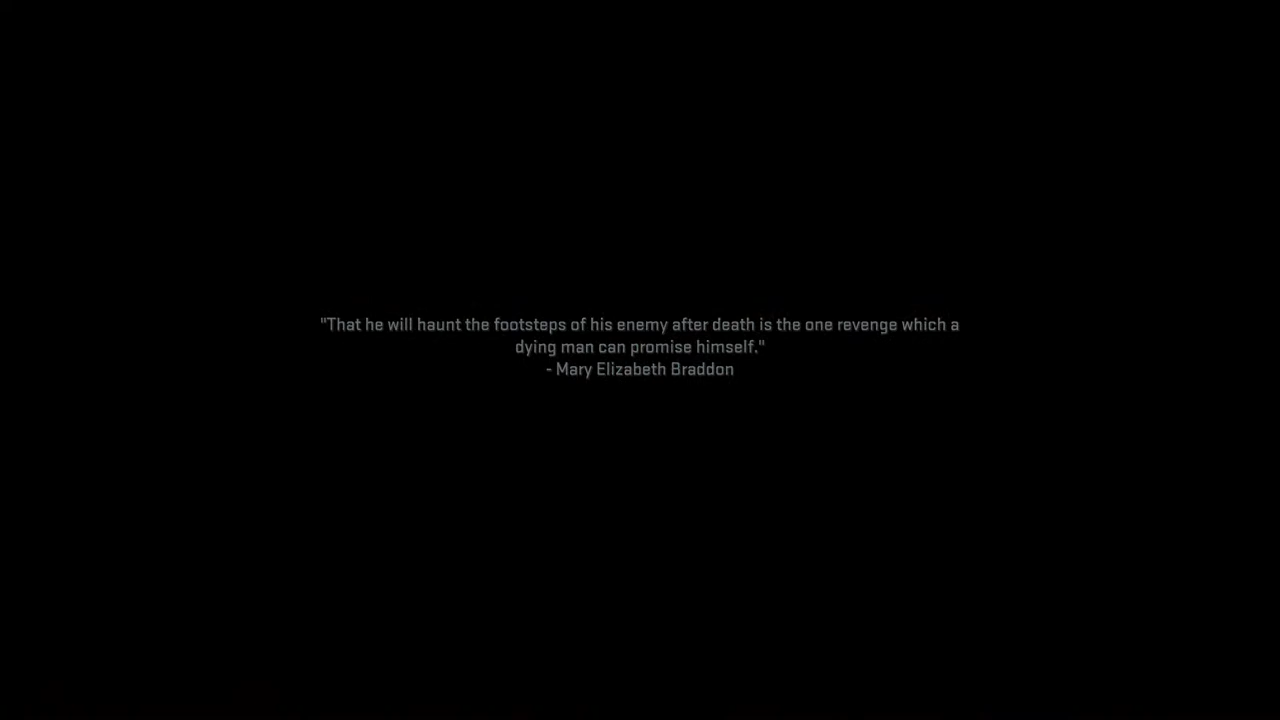 "That he will haunt the footsteps of his enemy after death is the one revenge which a
dying man can promise himself."
- Mary Elizabeth Braddon